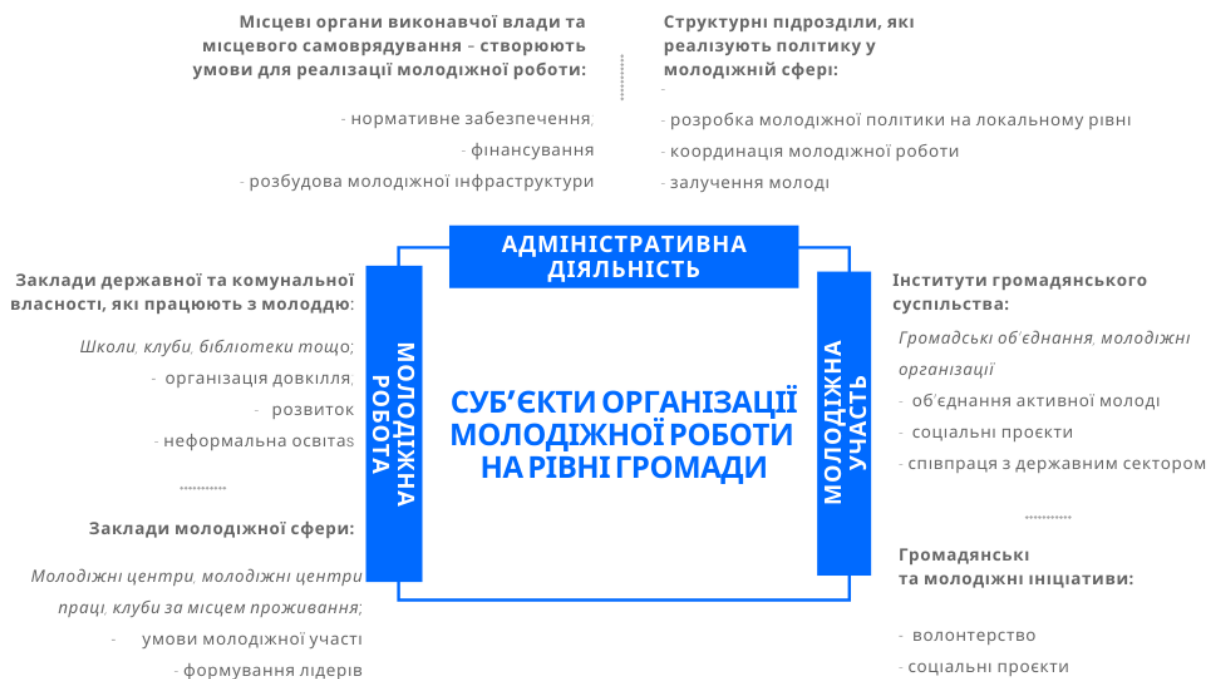 Місцеві органи виконавчої влади та
місцевого самоврядування – створюють
умови для реалізації молодіжної роботи:
- нормативне забезпечення;
- фінансування
- розбудова молодіжної інфраструктури
Структурні підрозділи, які
реалізують політику у
молодіжній сфері:
-
- розробка молодіжної політики на локальному рівні
- координація молодіжної роботи
- залучення молоді
АДМІНІСТРАТИВНА
ДІЯЛЬНІСТЬ
Заклади державної та комунальної
власності, які працюють з молоддю:
Школи, клуби, бібліотеки тощо;
- організація довкілля;
- розвиток
- неформальна освітаs
Заклади молодіжної сфери:
Молодіжні центри, молодіжні центри
праці, клуби за місцем проживання;
- умови молодіжної участі
- формування лідерів
МОЛОДІЖНА
РОБОТА
СУБ’ЄКТИ ОРГАНІЗАЦІЇ
МОЛОДІЖНОЇ РОБОТИ
НА РІВНІ ГРОМАДИ
МОЛОДІЖНА
УЧАСТЬ
Інститути громадянського
суспільства:
Громадські об’єднання, молодіжні
організації
- об’єднання активної молоді
- соціальні проєкти
- співпраця з державним сектором
Громадянські
та молодіжні ініціативи:
- волонтерство
- соціальні проєкти